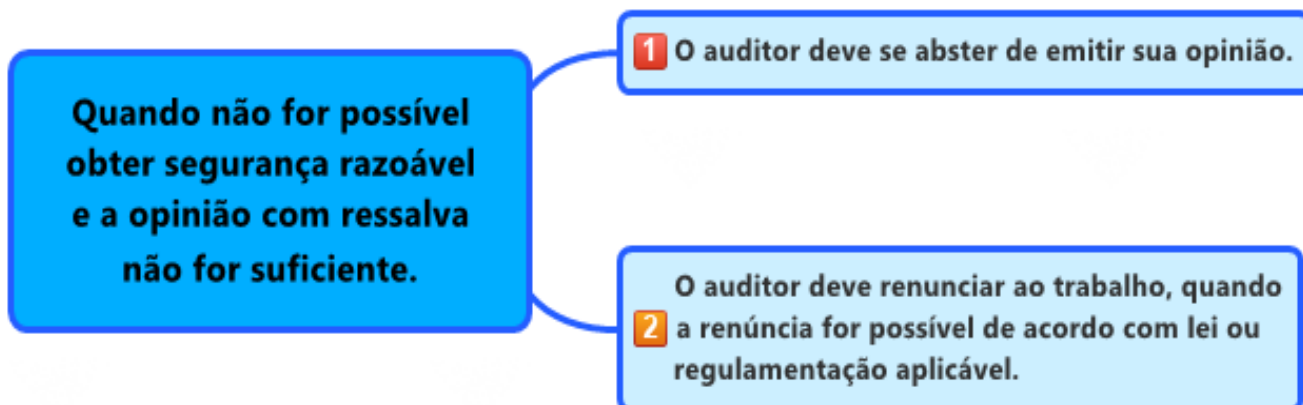 Quando não for possível
obter segurança razoável
e a opinião com ressalva
não for suficiente.
1 O auditor deve se abster de emitir sua opinião.
O auditor deve renunciar ao trabalho, quando
2 a renúncia for possível de acordo com lei ou
regulamentação aplicável.